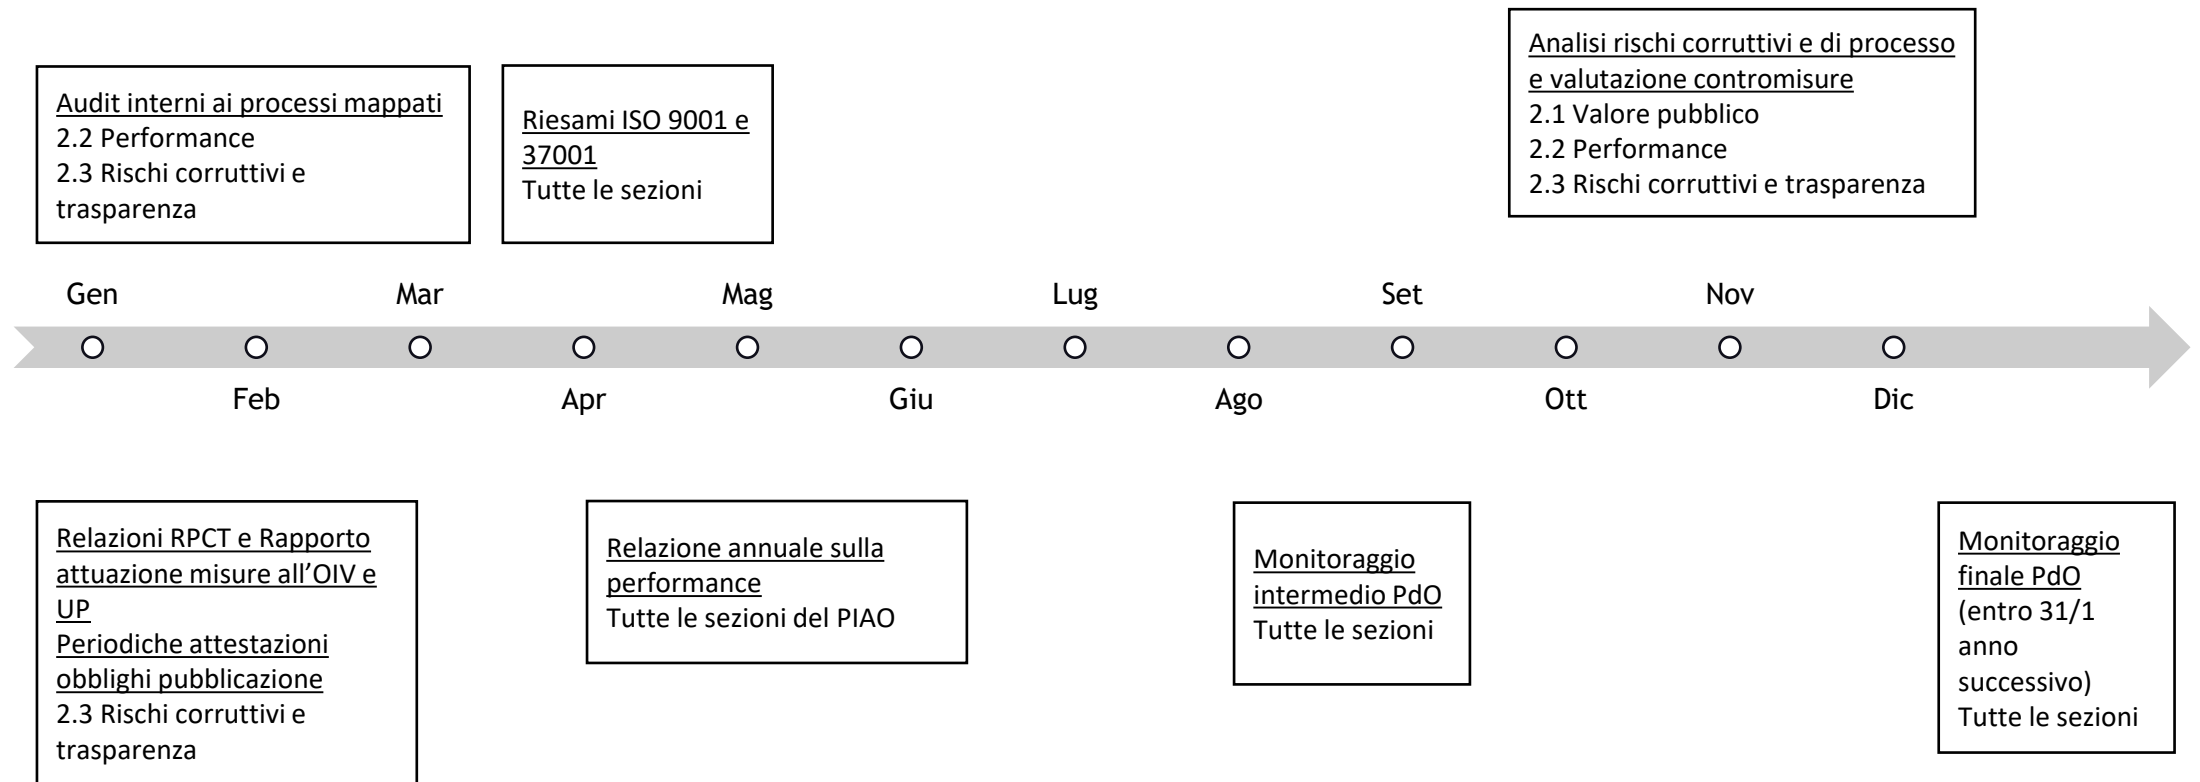 Analisi rischi corruttivi e di processo
e valutazione contromisure
2.1 Valore pubblico
2.2 Performance
2.3 Rischi corruttivi e trasparenza
Audit interni ai processi mappati
2.2 Performance
2.3 Rischi corruttivi e
trasparenza
Riesami ISO 9001 e
37001
Tutte le sezioni
Gen
Mar
Mag
Lug
Set
Nov
Feb
Apr
Giu
Ago
Ott
Dic
Relazioni RPCT e Rapporto
attuazione misure all’OIV e
UP
Periodiche attestazioni
obblighi pubblicazione
2.3 Rischi corruttivi e
trasparenza
Relazione annuale sulla
performance
Tutte le sezioni del PIAO
Monitoraggio
intermedio PdO
Tutte le sezioni
Monitoraggio
finale PdO
(entro 31/1
anno
successivo)
Tutte le sezioni